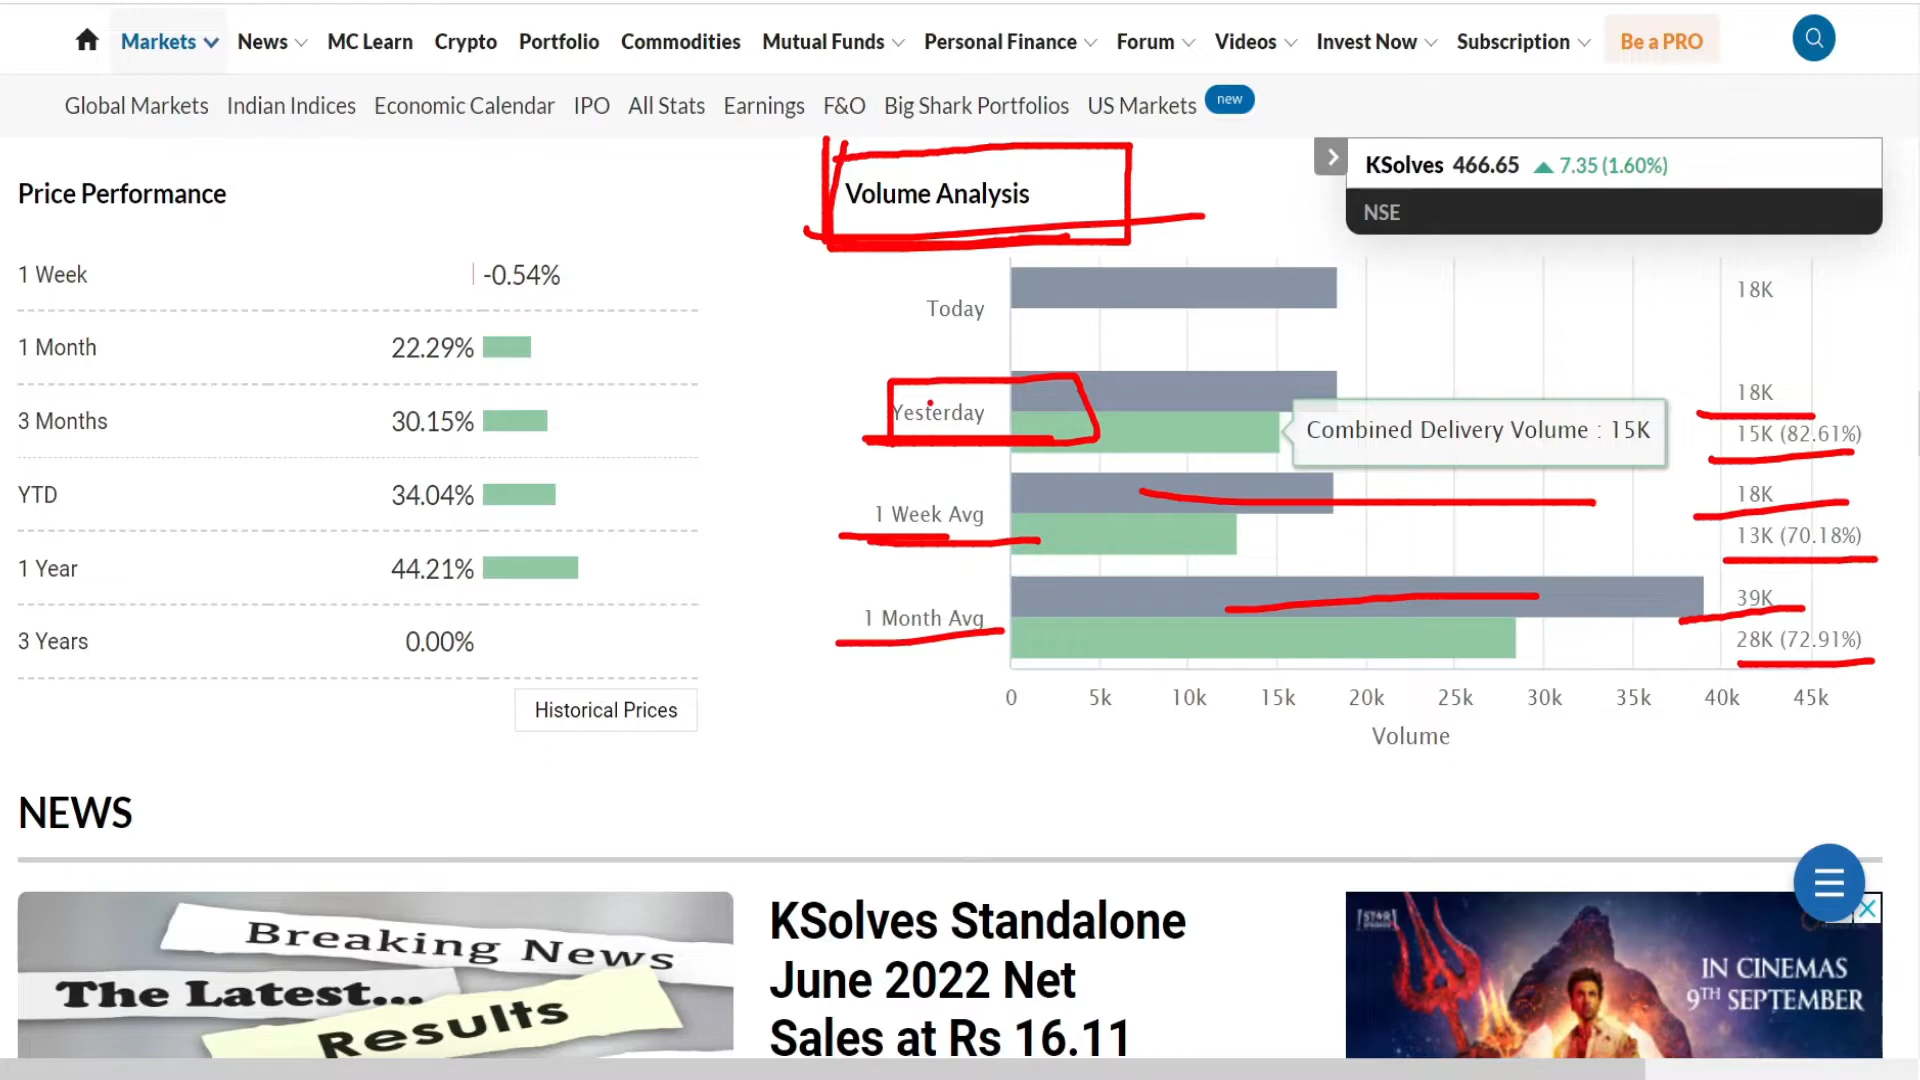 Markets News MC Learn Crypto Portfolio Commodities Mutual Funds Personal Finance Forum Videos Invest Now Subscription Be a PRO
Global Markets Indian Indices Economic Calendar IPO All Stats Earnings F&O Big Shark Portfolios US Markets new
Price Performance
1 Week -0.54%
1 Month 22.29%
3 Months 30.15%
YTD 34.04%
1 Year 44.21%
3 Years 0.00%
Historical Prices
Volume Analysis
KSolves 466.65 7.35 (1.60%)
NSE
Today 18K
Yesterday 18K
15K (82.61%)
Combined Delivery Volume : 15K
1 Week Avg 18K
13K (70.18%)
1 Month Avg 39K
28K (72.91%)
0 5k 10k 15k 20k 25k 30k 35k 40k 45k
Volume
NEWS
Breaking News
The Latest...
Results
KSolves Standalone
June 2022 Net
Sales at Rs 16.11
STAR
STUDIOS
IN CINEMAS
9TH SEPTEMBER